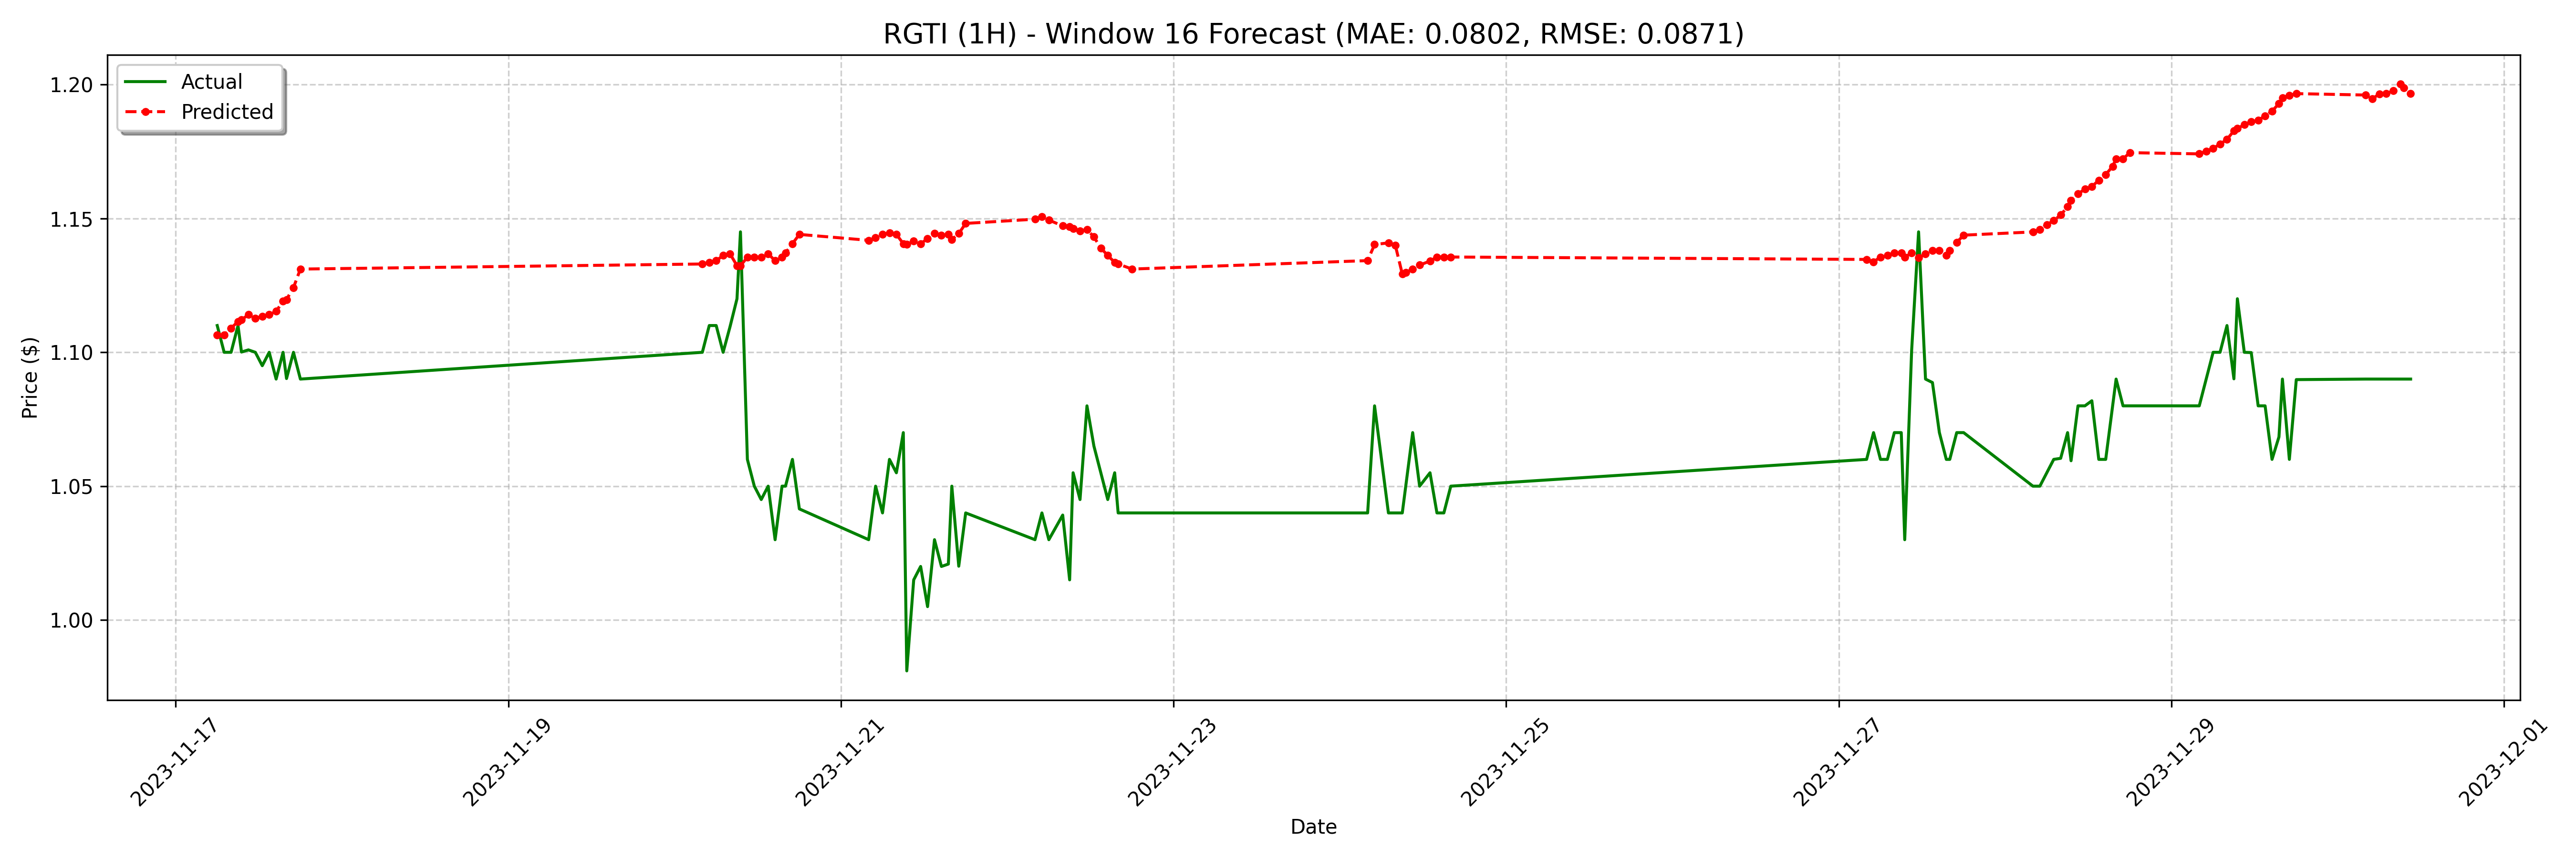 RGTI (1H) - Window 16 Forecast (MAE: 0.0802, RMSE: 0.0871)
Actual
Predicted
Price ($)
1.20
1.15
1.10
1.05
1.00
2023-11-17
2023-11-19
2023-11-21
2023-11-23
2023-11-25
2023-11-27
2023-11-29
2023-12-01
Date